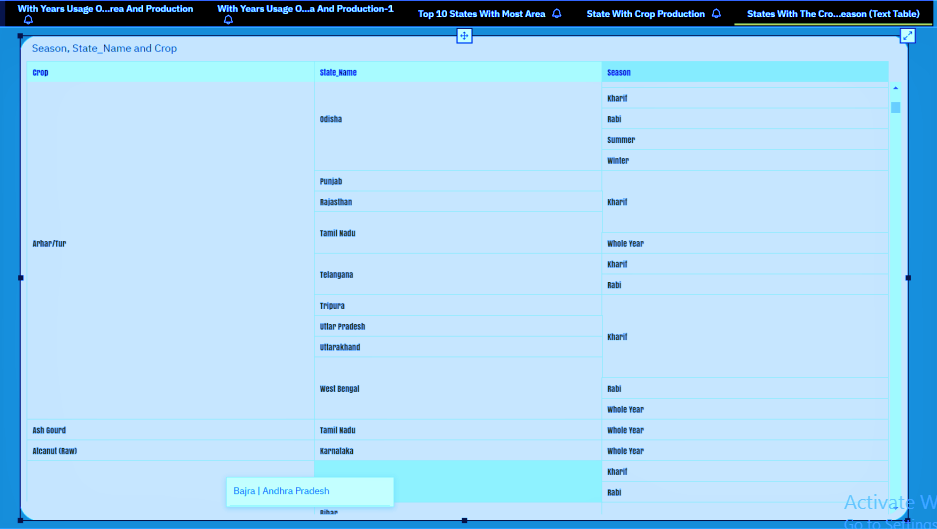 With Years Usage O...rea And Production
With Years Usage O...a And Production-1
Top 10 States With Most Area
State With Crop Production
States With The Cro...eason (Text Table)
Season, State_Name and Crop
Crop State_Name Season
Kharif
Odisha Rabi
Summer
Winter
Punjab
Rajasthan Kharif
Tamil Nadu
Arhar/Tur Whole Year
Kharif
Telangana
Rabi
Tripura
Uttar Pradesh
Kharif
Uttarakhand
West Bengal Rabi
Whole Year
Ash Gourd Tamil Nadu Whole Year
Atcanut (Raw) Karnataka Whole Year
Kharif
Bajra | Andhra Pradesh Rabi
Bihar
Activate W
Go to Settings